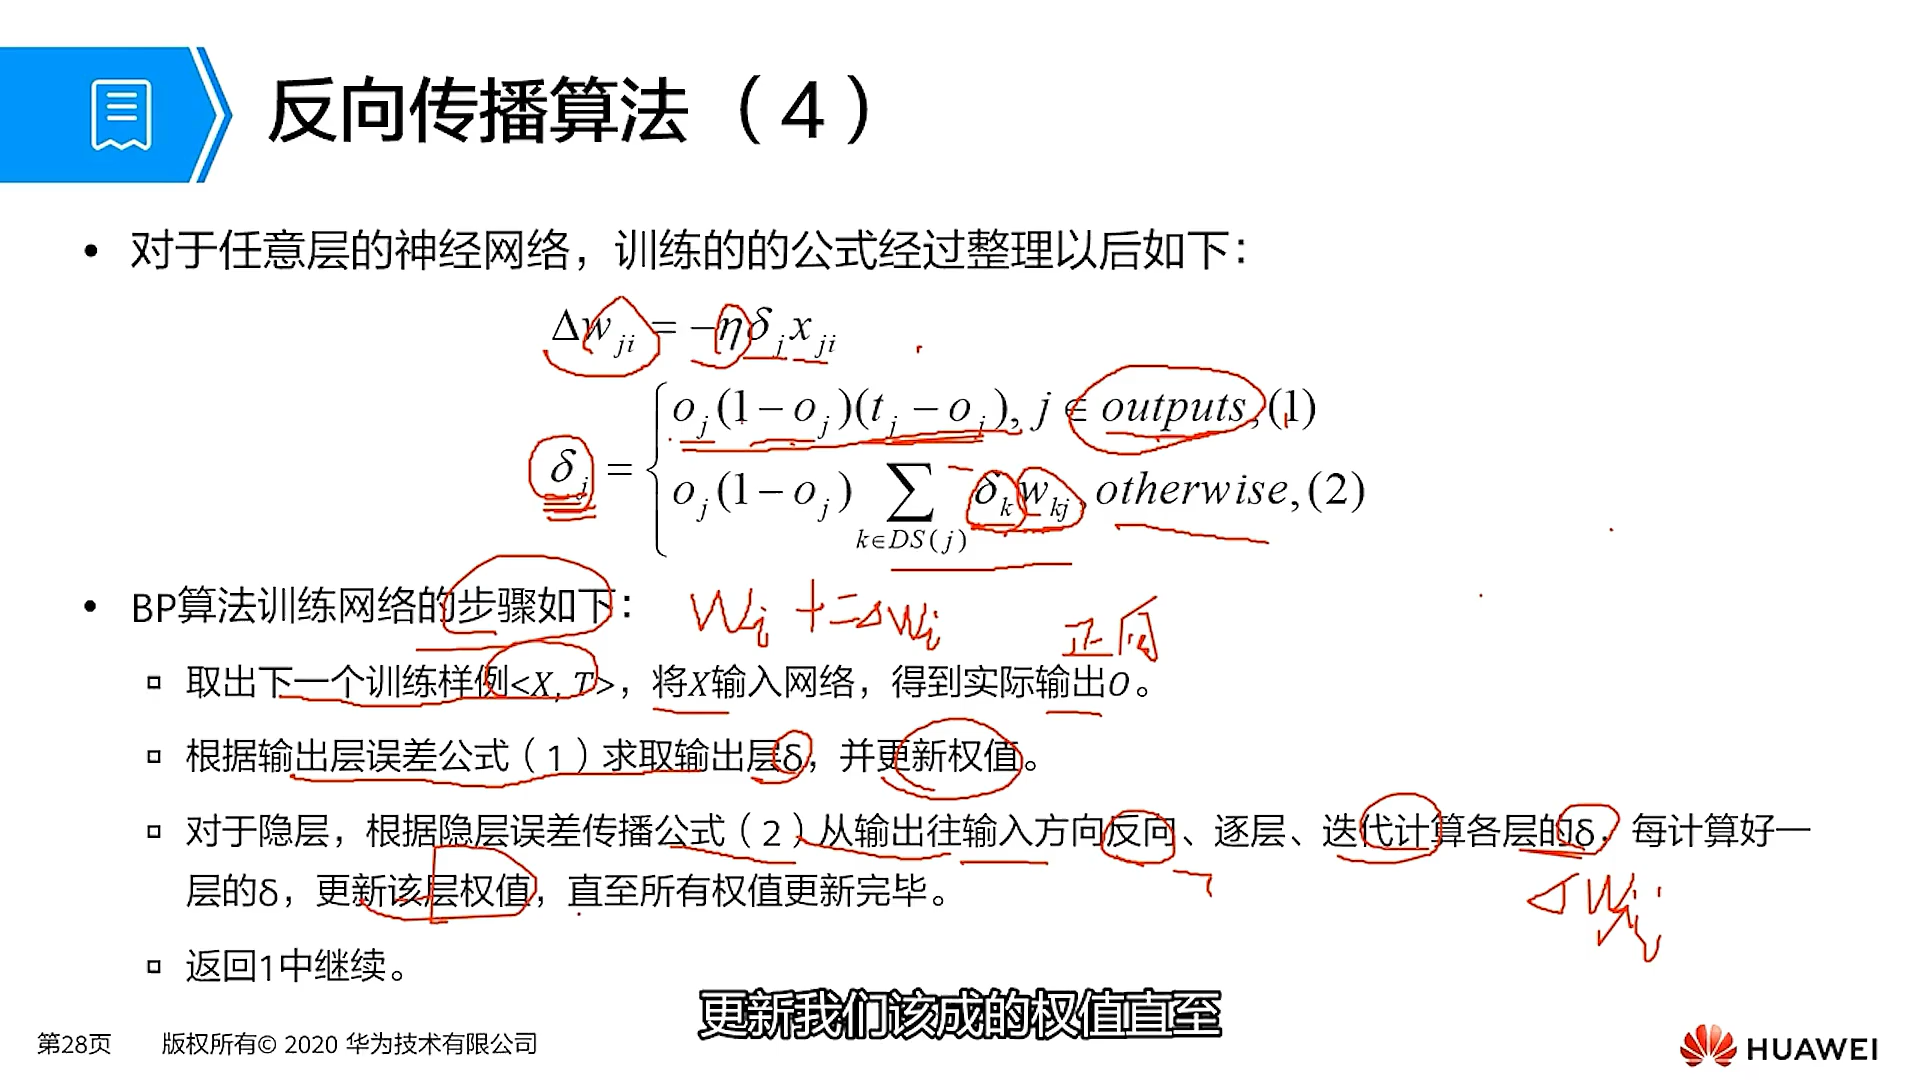 反向传播算法（4）
• 对于任意层的神经网络，训练的的公式经过整理以后如下：
Δw_ji = −ηδ_j x_ji
δ_j = { o_j(1−o_j)(t_j−o_j), j∈outputs,(1)
o_j(1−o_j) ∑_{k∈DS(j)} δ_k w_kj, otherwise,(2)
• BP算法训练网络的步骤如下：
Wi += ΔWi 正向
▫ 取出下一个训练样例<X, T>，将X输入网络，得到实际输出O。
▫ 根据输出层误差公式（1）求取输出层δ，并更新权值。
▫ 对于隐层，根据隐层误差传播公式（2）从输出往输入方向反向、逐层、迭代计算各层的δ，每计算好一
层的δ，更新该层权值，直至所有权值更新完毕。
▫ 返回1中继续。
更新我们该成的权值直至
第28页 版权所有© 2020 华为技术有限公司
HUAWEI